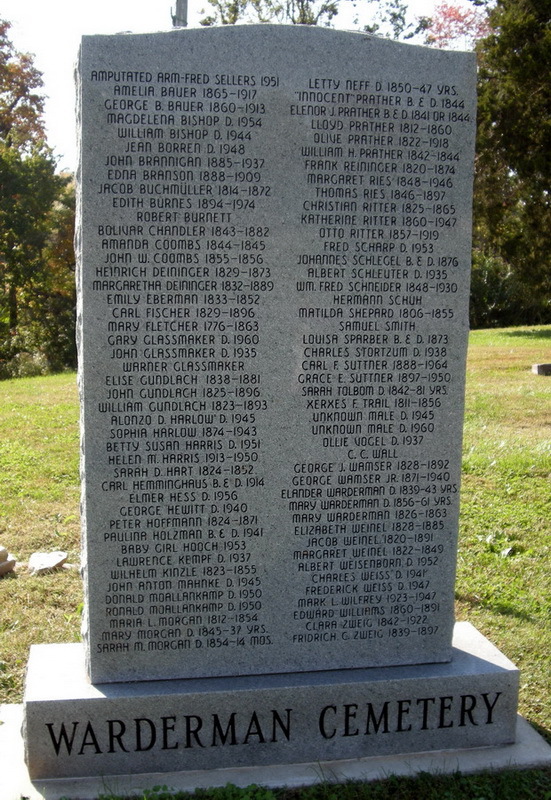 AMPUTATED ARM-FRED SELLERS 1951
AMELIA BAUER 1865-1917
GEORGE B. BAUER 1860-1913
MAGDELENA BISHOP D. 1954
WILLIAM BISHOP D. 1944
JEAN BORREN D. 1948
JOHN BRANNIGAN 1885-1937
EDNA BRANSON 1888-1909
JACOB BUCHMÜLLER 1814-1872
EDITH BURNES 1894-1974
ROBERT BURNETT
BOLIVAR CHANDLER 1843-1882
AMANDA COOMBS 1844-1845
JOHN W. COOMBS 1855-1856
HEINRICH DEININGER 1829-1873
MARGARETHA DEININGER 1832-1889
EMILY EBERMAN 1833-1852
CARL FISCHER 1829-1896
MARY FLETCHER 1776-1863
GARY GLASSMAKER D. 1960
JOHN GLASSMAKER D. 1935
WARNER GLASSMAKER
ELISE GUNDLACH 1838-1881
JOHN GUNDLACH 1825-1896
WILLIAM GUNDLACH 1823-1893
ALONZO D. HARLOW D. 1945
SOPHIA HARLOW 1874-1943
BETTY SUSAN HARRIS D. 1951
HELEN M. HARRIS 1913-1950
SARAH D. HART 1824-1852
CARL HEMMINGHAUS B.& D. 1914
ELMER HESS D. 1956
GEORGE HEWITT D. 1940
PETER HOFFMANN 1824-1871
PAULINA HOLZMAN B.& D. 1941
BABY GIRL HOOCH 1953
LAWRENCE KEMPF D. 1937
WILHELM KINZLE 1823-1855
JOHN ANTON MAHNKE D. 1945
DONALD MOALLANKAMP D. 1950
RONALD MOALLANKAMP D. 1950
MARIA L. MORGAN 1812-1854
MARY MORGAN D. 1845-37 YRS.
SARAH M. MORGAN D. 1854-14 MOS.
LETTY NEFF D. 1850-47 YRS.
"INNOCENT" PRATHER B.& D. 1844
ELENOR J. PRATHER B.& D. 1841 OR 1844
LLOYD PRATHER 1812-1860
OLIVE PRATHER 1822-1918
WILLIAM H. PRATHER 1842-1844
FRANK REININGER 1820-1874
MARGARET RIES 1848-1946
THOMAS RIES 1846-1897
CHRISTIAN RITTER 1825-1865
KATHERINE RITTER 1860-1947
OTTO RITTER 1857-1919
FRED SCHARP D. 1953
JOHANNES SCHLEGEL B.& D. 1876
ALBERT SCHLEUTER D. 1935
WM. FRED SCHNEIDER 1848-1930
HERMANN SCHUH
MATILDA SHEPARD 1806-1855
SAMUEL SMITH
LOUISA SPARBER B.& D. 1873
CHARLES STORTZUM D. 1938
CARL F. SUTTNER 1888-1964
GRACE E. SUTTNER 1897-1950
SARAH TOLBOM D. 1842-81 YRS.
XERXES F. TRAIL 1811-1856
UNKNOWN MALE D. 1945
UNKNOWN MALE D. 1960
OLLIE VOGEL D. 1937
C. C. WALL
GEORGE J. WAMSER 1828-1892
GEORGE WAMSER JR. 1871-1940
ELANDER WARDERMAN D. 1839-43 YRS.
MARY WARDERMAN D. 1856-61 YRS.
MARY WARDERMAN 1826-1863
ELIZABETH WEINEL 1828-1885
JACOB WEINEL 1820-1891
MARGARET WEINEL 1822-1849
ALBERT WEISENBORN D. 1952
CHARLES WEISS D. 1941
FREDERICK WEISS D. 1947
MARK L. WILFREY 1923-1947
EDWARD WILLIAMS 1860-1891
CLARA ZWEIG 1842-1922
FRIDRICH G. ZWEIG 1839-1897
WARDERMAN CEMETERY